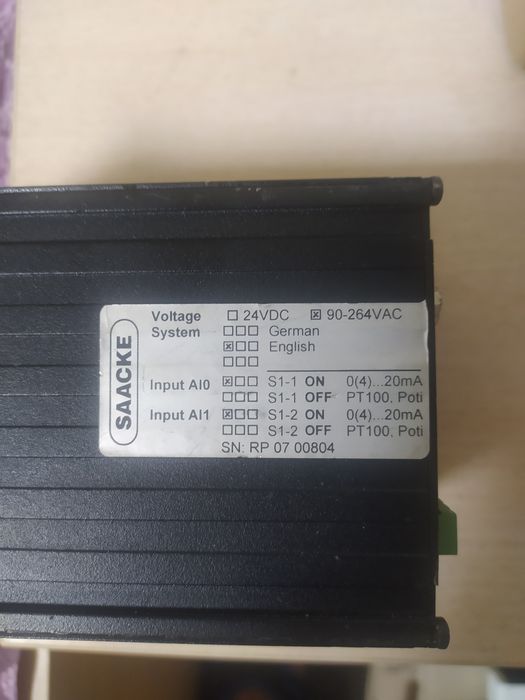 SAACKE
Voltage ☐ 24VDC ☒ 90-264VAC
System ☐☐☐ German
☒☐☐ English
☐☐☐
Input AI0 ☒☐☐ S1-1 ON 0(4)...20mA
☐☐☐ S1-1 OFF PT100, Poti
Input AI1 ☒☐☐ S1-2 ON 0(4)...20mA
☐☐☐ S1-2 OFF PT100, Poti
SN: RP 07 00804